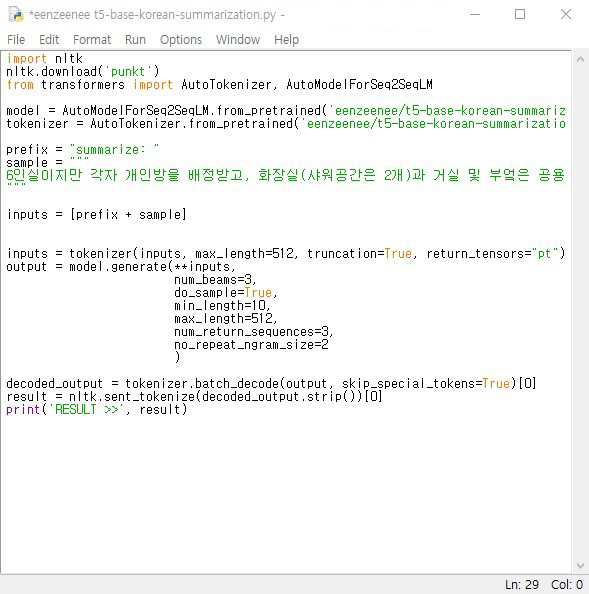 *eenzeenee t5-base-korean-summarization.py -
File Edit Format Run Options Window Help
import nltk
nltk.download('punkt')
from transformers import AutoTokenizer, AutoModelForSeq2SeqLM
model = AutoModelForSeq2SeqLM.from_pretrained('eenzeenee/t5-base-korean-summariz
tokenizer = AutoTokenizer.from_pretrained('eenzeenee/t5-base-korean-summarizatio
prefix = "summarize: "
sample = """
6인실이지만 각자 개인방을 배정받고, 화장실(샤워공간은 2개)과 거실 및 부엌은 공용
"""
inputs = [prefix + sample]
inputs = tokenizer(inputs, max_length=512, truncation=True, return_tensors="pt")
output = model.generate(**inputs,
num_beams=3,
do_sample=True,
min_length=10,
max_length=512,
num_return_sequences=3,
no_repeat_ngram_size=2
)
decoded_output = tokenizer.batch_decode(output, skip_special_tokens=True)[0]
result = nltk.sent_tokenize(decoded_output.strip())[0]
print('RESULT >>', result)
Ln: 29 Col: 0